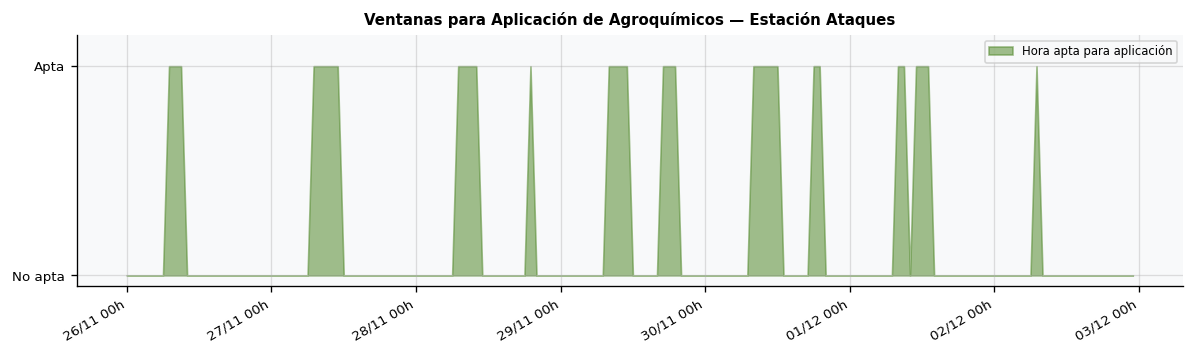 Ventanas para Aplicación de Agroquímicos — Estación Ataques
Hora apta para aplicación
Apta
No apta
26/11 00h
27/11 00h
28/11 00h
29/11 00h
30/11 00h
01/12 00h
02/12 00h
03/12 00h